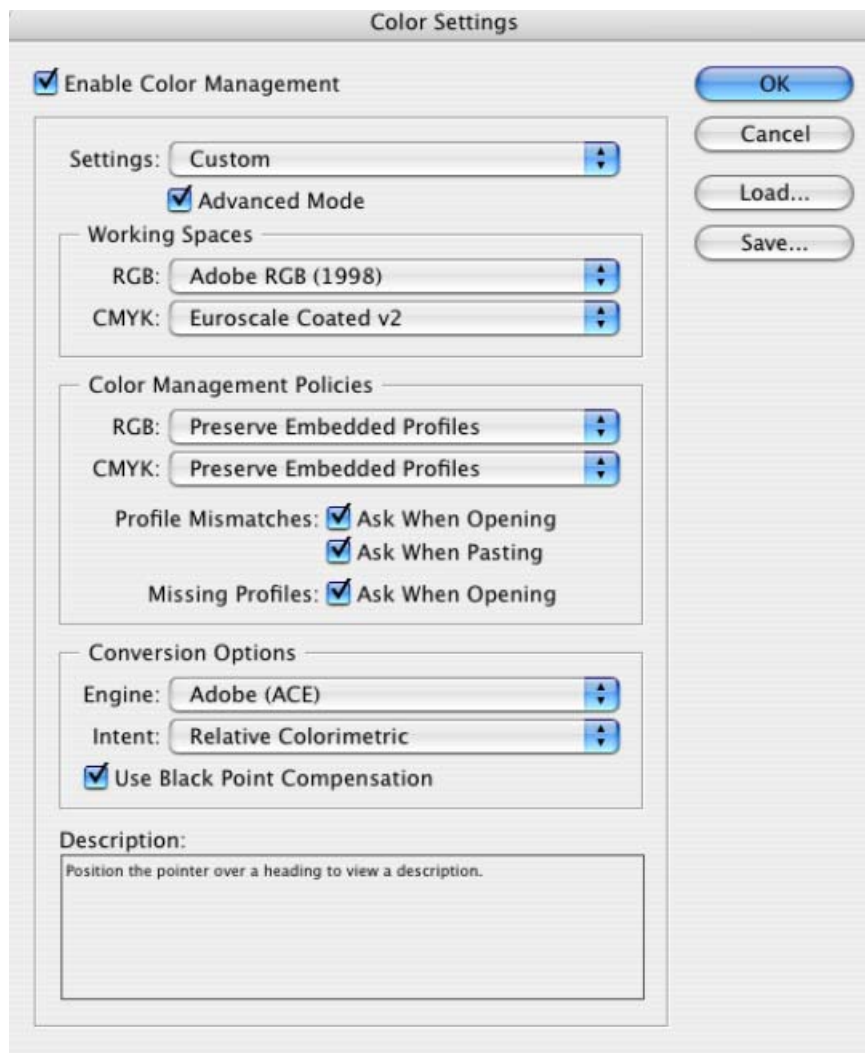 Color Settings
Enable Color Management
OK
Cancel
Load...
Save...
Settings: Custom
Advanced Mode
Working Spaces
RGB: Adobe RGB (1998)
CMYK: Euroscale Coated v2
Color Management Policies
RGB: Preserve Embedded Profiles
CMYK: Preserve Embedded Profiles
Profile Mismatches: Ask When Opening
Ask When Pasting
Missing Profiles: Ask When Opening
Conversion Options
Engine: Adobe (ACE)
Intent: Relative Colorimetric
Use Black Point Compensation
Description:
Position the pointer over a heading to view a description.